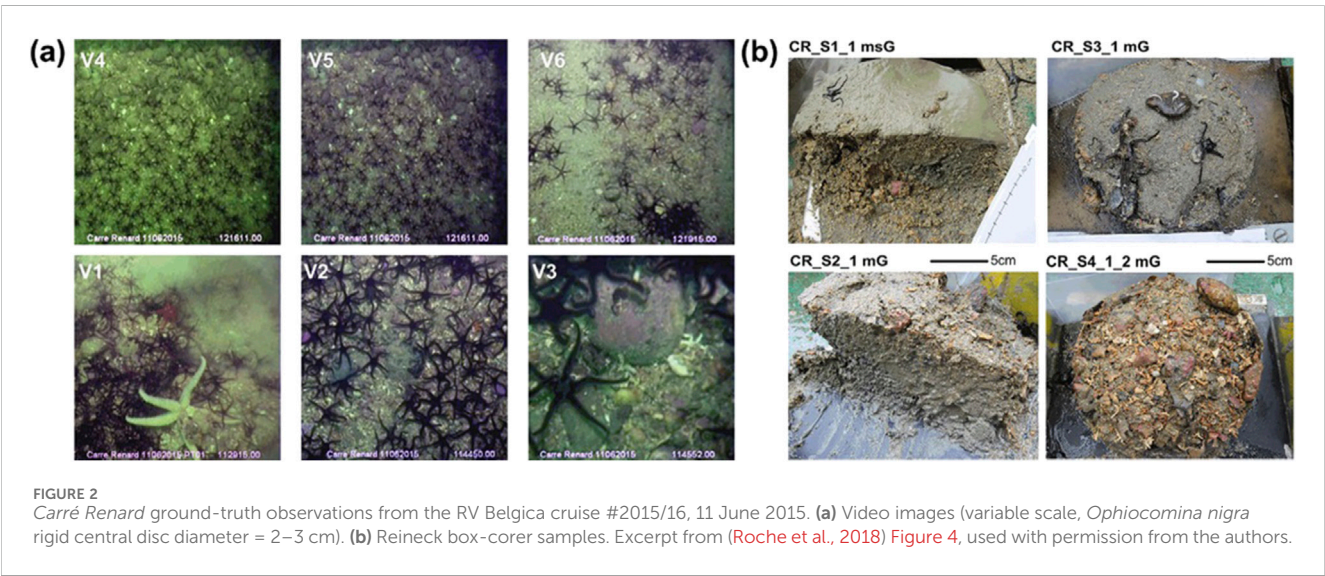 (a)
V4
V5
V6
Carre Renard 11062015 121611.00
Carre Renard 11062015 121611.00
Carre Renard 11062015 121915.00
V1
V2
V3
Carre Renard 11062015 112915.00
Carre Renard 11062015 114450.00
Carre Renard 11062015 114552.00
(b)
CR_S1_1 msG
CR_S3_1 mG
CR_S2_1 mG
5cm
CR_S4_1_2 mG
5cm
FIGURE 2
Carré Renard ground-truth observations from the RV Belgica cruise #2015/16, 11 June 2015. (a) Video images (variable scale, Ophiocomina nigra
rigid central disc diameter = 2–3 cm). (b) Reineck box-corer samples. Excerpt from (Roche et al., 2018) Figure 4, used with permission from the authors.